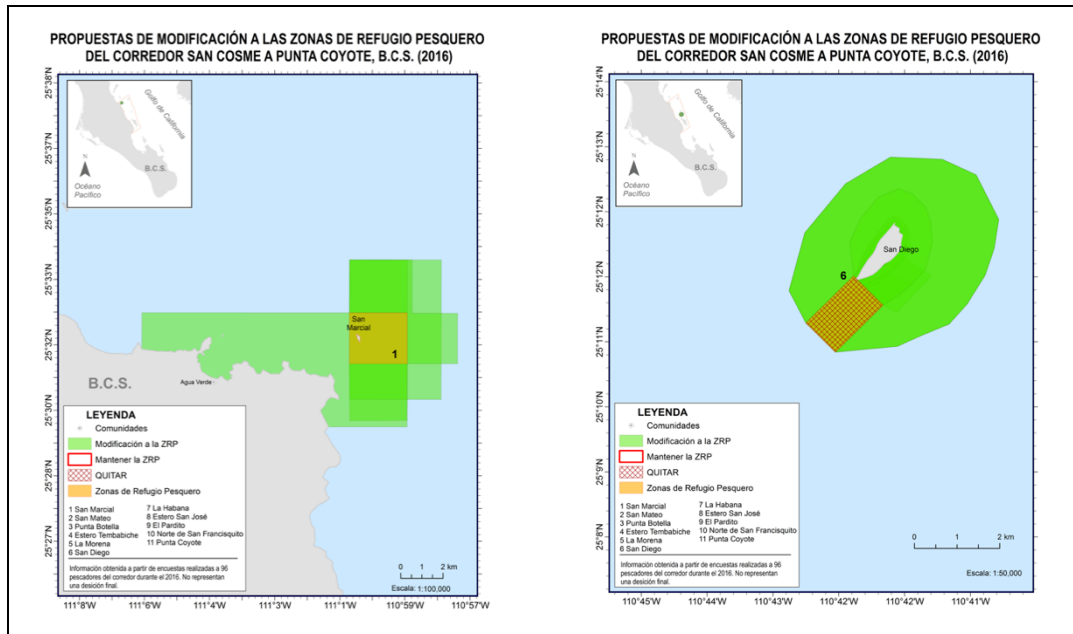 PROPUESTAS DE MODIFICACIÓN A LAS ZONAS DE REFUGIO PESQUERO
DEL CORREDOR SAN COSME A PUNTA COYOTE, B.C.S. (2016)
25°38'N
25°37'N
25°35'N
25°33'N
25°32'N
25°30'N
25°28'N
25°27'N
Golfo de California
N
B.C.S.
Océano
Pacífico
San
Marcial
1
Agua Verde
B.C.S.
LEYENDA
Comunidades
Modificación a la ZRP
Mantener la ZRP
QUITAR
Zonas de Refugio Pesquero
1 San Marcial
2 San Mateo
3 Punta Botella
4 Estero Tembabiche
5 La Morena
6 San Diego
7 La Habana
8 Estero San José
9 El Pardito
10 Norte de San Francisquito
11 Punta Coyote
Información obtenida a partir de encuestas realizadas a 96
pescadores del corredor durante el 2016. No representan
una desición final.
0 1 2 km
Escala: 1:100,000
111°8'W 111°6'W 111°4'W 111°3'W 111°1'W 110°59'W 110°57'W
PROPUESTAS DE MODIFICACIÓN A LAS ZONAS DE REFUGIO PESQUERO
DEL CORREDOR SAN COSME A PUNTA COYOTE, B.C.S. (2016)
25°14'N
25°13'N
25°12'N
25°12'N
25°11'N
25°10'N
25°9'N
25°8'N
Golfo de California
N
B.C.S.
Océano
Pacífico
San Diego
6
LEYENDA
Comunidades
Modificación a la ZRP
Mantener la ZRP
QUITAR
Zonas de Refugio Pesquero
1 San Marcial
2 San Mateo
3 Punta Botella
4 Estero Tembabiche
5 La Morena
6 San Diego
7 La Habana
8 Estero San José
9 El Pardito
10 Norte de San Francisquito
11 Punta Coyote
Información obtenida a partir de encuestas realizadas a 96
pescadores del corredor durante el 2016. No representan
una desición final.
0 1 2 km
Escala: 1:50,000
110°45'W 110°44'W 110°43'W 110°42'W 110°42'W 110°41'W